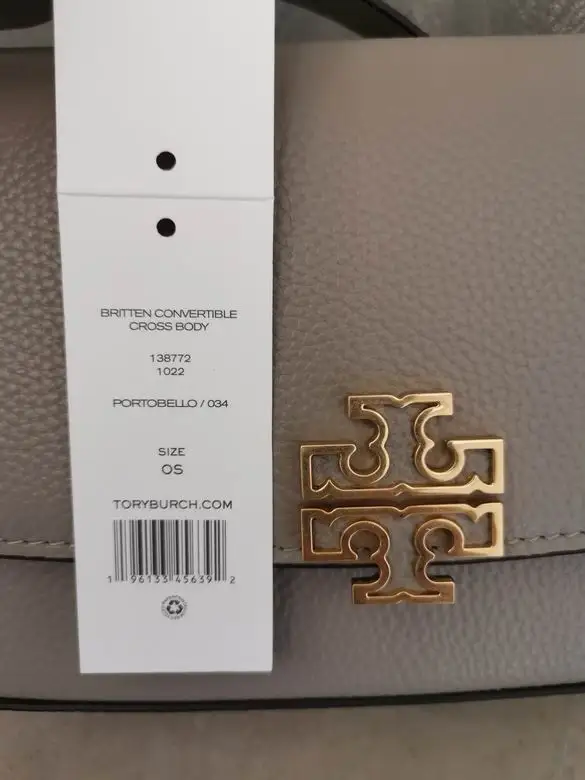 BRITTEN CONVERTIBLE
CROSS BODY
138772
1022
PORTOBELLO / 034
SIZE
OS
TORYBURCH.COM
1 96133 45639 2